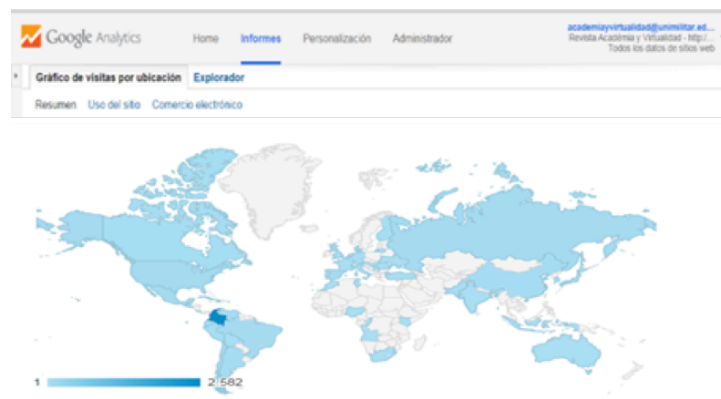 Google Analytics
Home Informes Personalización Administrador
academiayvirtualidad@unimilitar.ed...
Revista Academia y Virtualidad - http:/...
Todos los datos de sitios web
Gráfico de visitas por ubicación Explorador
Resumen Uso del sitio Comercio electrónico
1 2.582